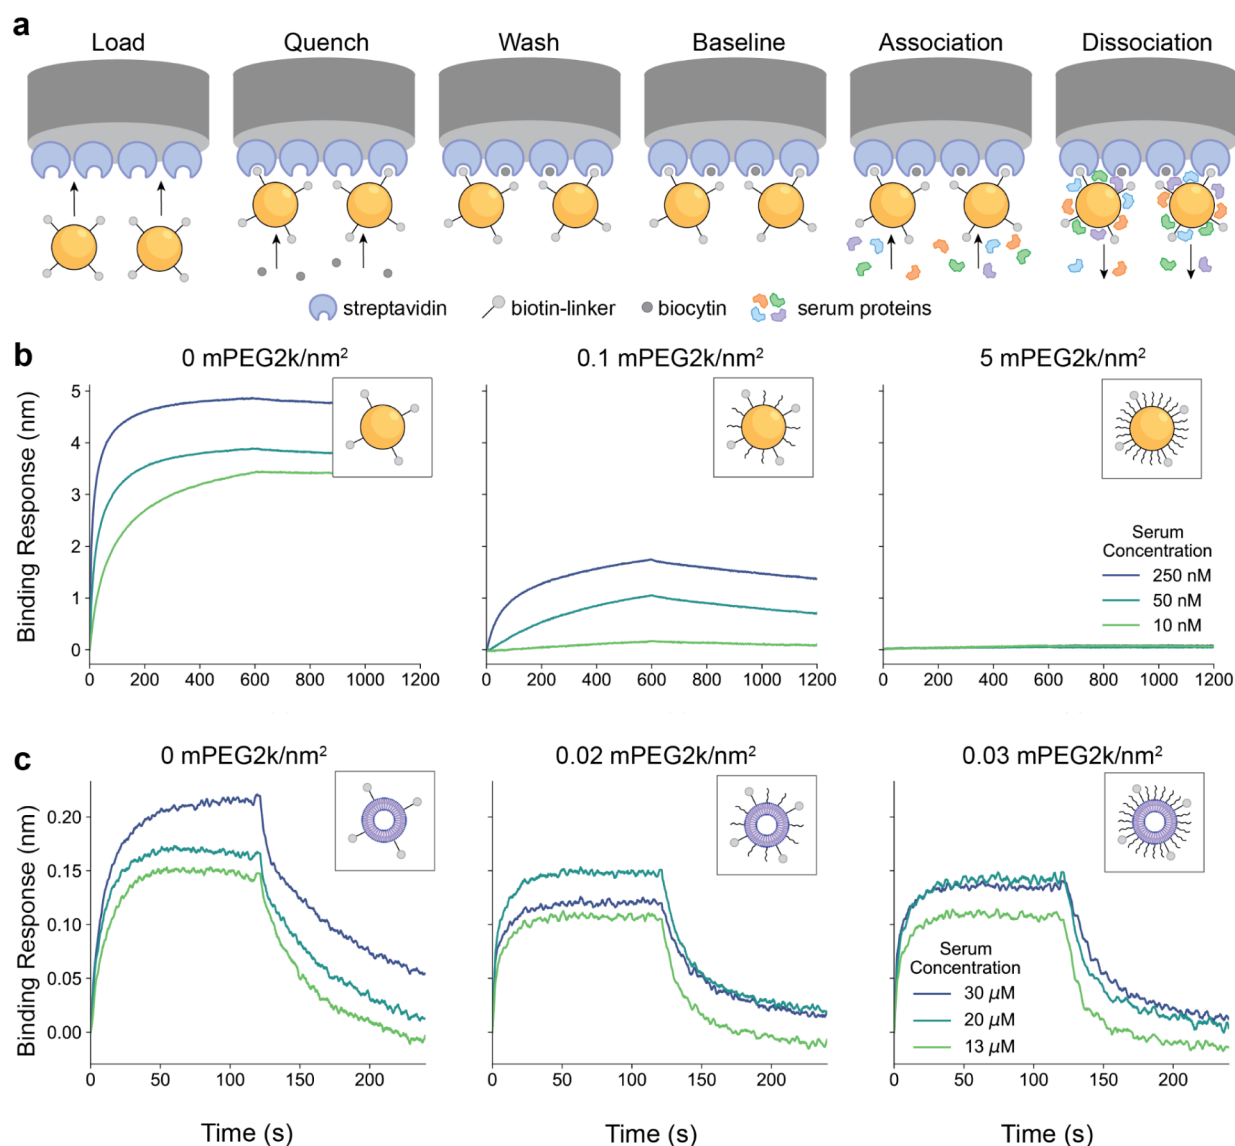 a
Load Quench Wash Baseline Association Dissociation
streptavidin biotin-linker biocytin serum proteins
b
0 mPEG2k/nm² 0.1 mPEG2k/nm² 5 mPEG2k/nm²
Binding Response (nm)
5
4
3
2
1
0
Serum
Concentration
250 nM
50 nM
10 nM
0 200 400 600 800 1000 1200 0 200 400 600 800 1000 1200 0 200 400 600 800 1000 1200
c
0 mPEG2k/nm² 0.02 mPEG2k/nm² 0.03 mPEG2k/nm²
Binding Response (nm)
0.20
0.15
0.10
0.05
0.00
Serum
Concentration
30 μM
20 μM
13 μM
0 50 100 150 200 0 50 100 150 200 0 50 100 150 200
Time (s) Time (s) Time (s)